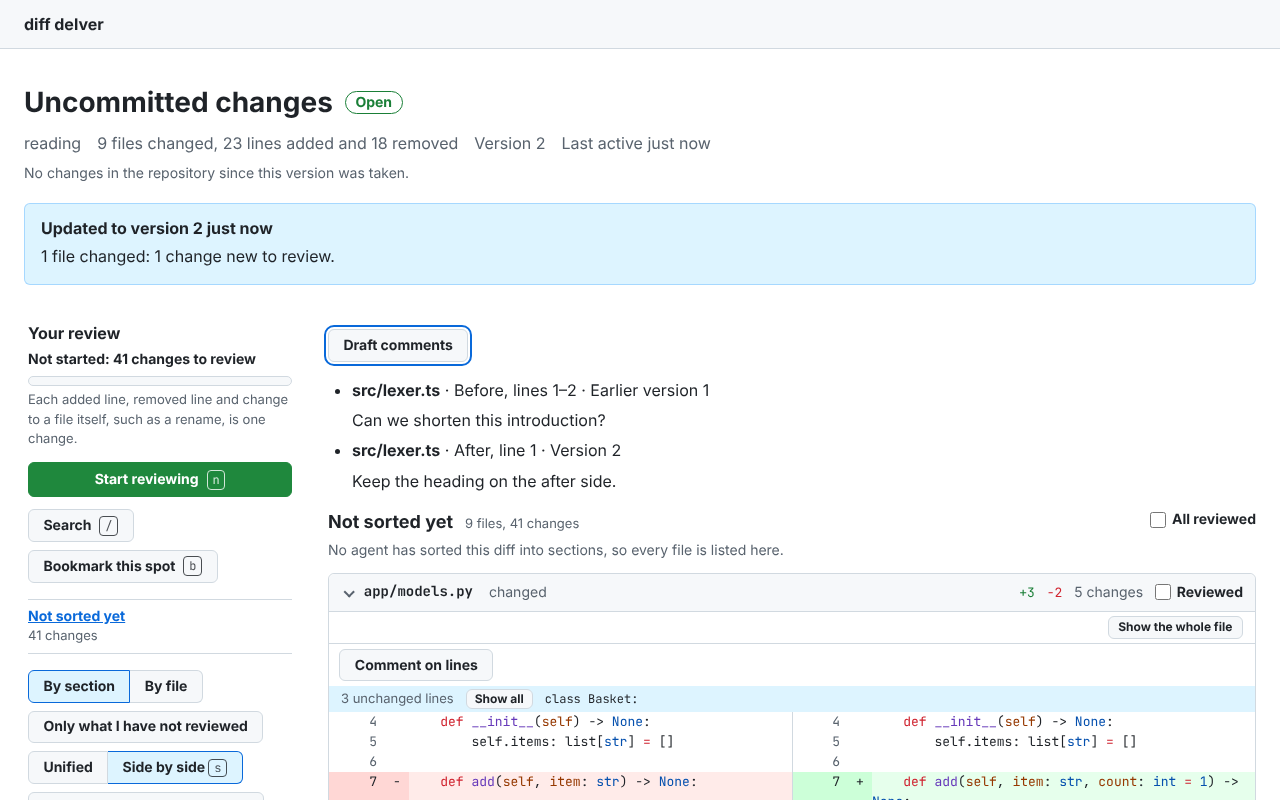 diff delver
Uncommitted changes Open
reading 9 files changed, 23 lines added and 18 removed Version 2 Last active just now
No changes in the repository since this version was taken.
Updated to version 2 just now
1 file changed: 1 change new to review.
Your review
Not started: 41 changes to review
Each added line, removed line and change
to a file itself, such as a rename, is one
change.
Start reviewing n
Search /
Bookmark this spot b
Not sorted yet
41 changes
By section By file
Only what I have not reviewed
Unified Side by side s
Draft comments
src/lexer.ts · Before, lines 1–2 · Earlier version 1
Can we shorten this introduction?
src/lexer.ts · After, line 1 · Version 2
Keep the heading on the after side.
Not sorted yet 9 files, 41 changes All reviewed
No agent has sorted this diff into sections, so every file is listed here.
app/models.py changed +3 -2 5 changes Reviewed
Show the whole file
Comment on lines
3 unchanged lines Show all class Basket:
4 def __init__(self) -> None: 4 def __init__(self) -> None:
5 self.items: list[str] = [] 5 self.items: list[str] = []
6 6
7 - def add(self, item: str) -> None: 7 + def add(self, item: str, count: int = 1) ->
None: